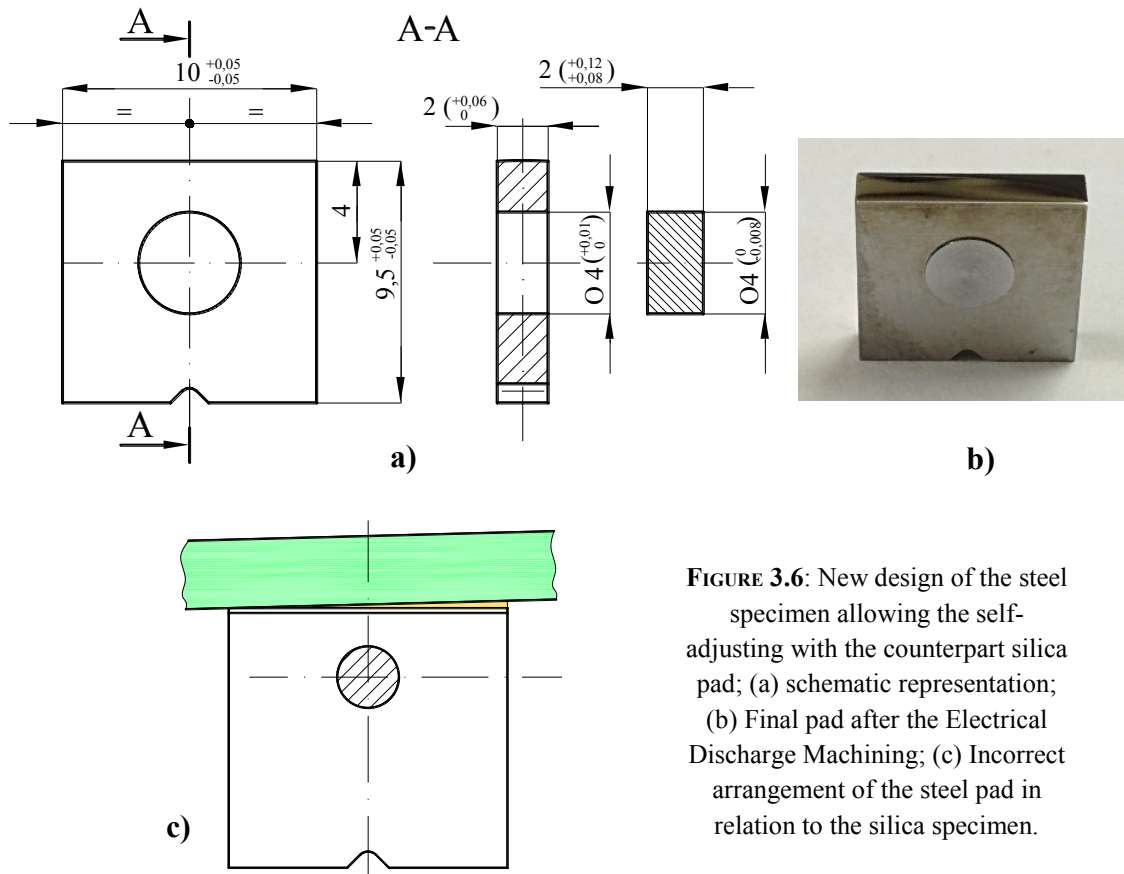 A
A-A
10 +0,05 -0,05
= =
2 (+0,06 0)
2 (+0,12 +0,08)
4
9,5 +0,05 -0,05
O 4 (+0,01 0)
O4 (0 -0,008)
A
a)
b)
c)
FIGURE 3.6: New design of the steel
specimen allowing the self-
adjusting with the counterpart silica
pad; (a) schematic representation;
(b) Final pad after the Electrical
Discharge Machining; (c) Incorrect
arrangement of the steel pad in
relation to the silica specimen.